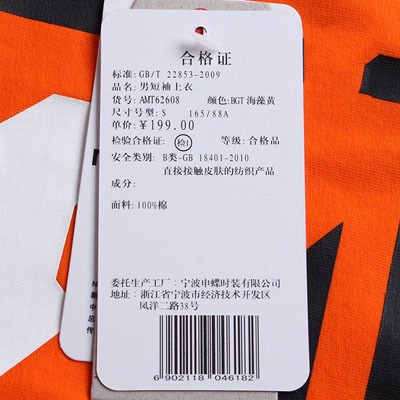 合格证
标准:GB/T 22853-2009
品名:男短袖上衣
货号:AMT62608 颜色:BGT海藻黄
尺寸号型:S 165/88A
单价:¥199.00
检验合格证: 检1 等级:合格品
安全类别: B类-GB 18401-2010
直接接触皮肤的纺织产品
成分:
面料:100%棉
委托生产工厂:宁波申蝶时装有限公司
地址: 浙江省宁波市经济技术开发区
凤洋二路38号
6 902118 046182